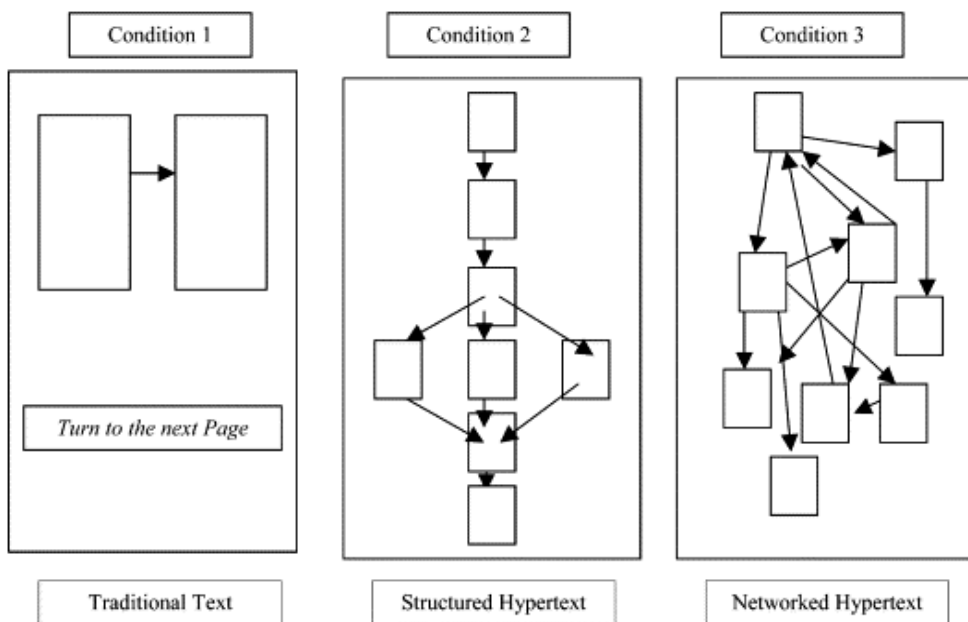 Condition 1
Condition 2
Condition 3
Turn to the next Page
Traditional Text
Structured Hypertext
Networked Hypertext